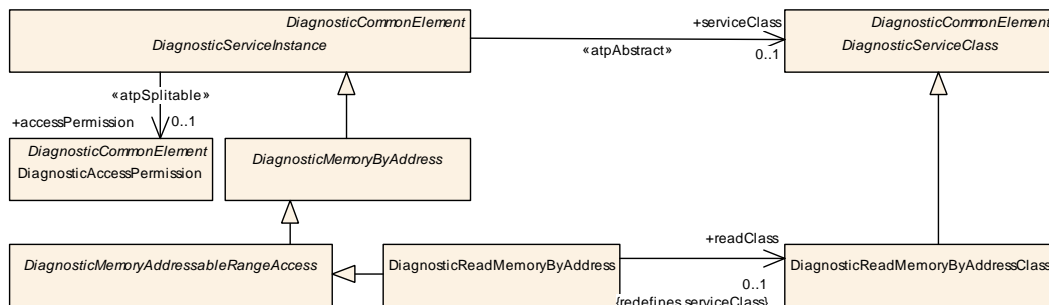 DiagnosticCommonElement
DiagnosticServiceInstance
+serviceClass
«atpAbstract»
0..1
DiagnosticCommonElement
DiagnosticServiceClass
«atpSplitable»
+accessPermission
0..1
DiagnosticCommonElement
DiagnosticAccessPermission
DiagnosticMemoryByAddress
DiagnosticMemoryAddressableRangeAccess
DiagnosticReadMemoryByAddress
+readClass
0..1
{redefines serviceClass}
DiagnosticReadMemoryByAddressClass